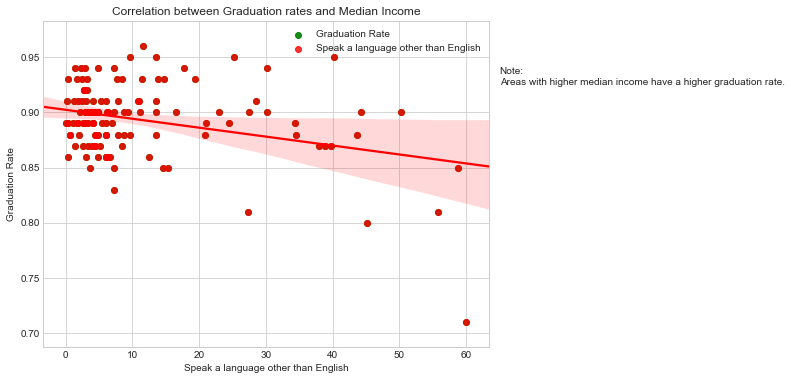 Correlation between Graduation rates and Median Income
Graduation Rate
Speak a language other than English
Note:
Areas with higher median income have a higher graduation rate.
Graduation Rate
0.95
0.90
0.85
0.80
0.75
0.70
0 10 20 30 40 50 60
Speak a language other than English